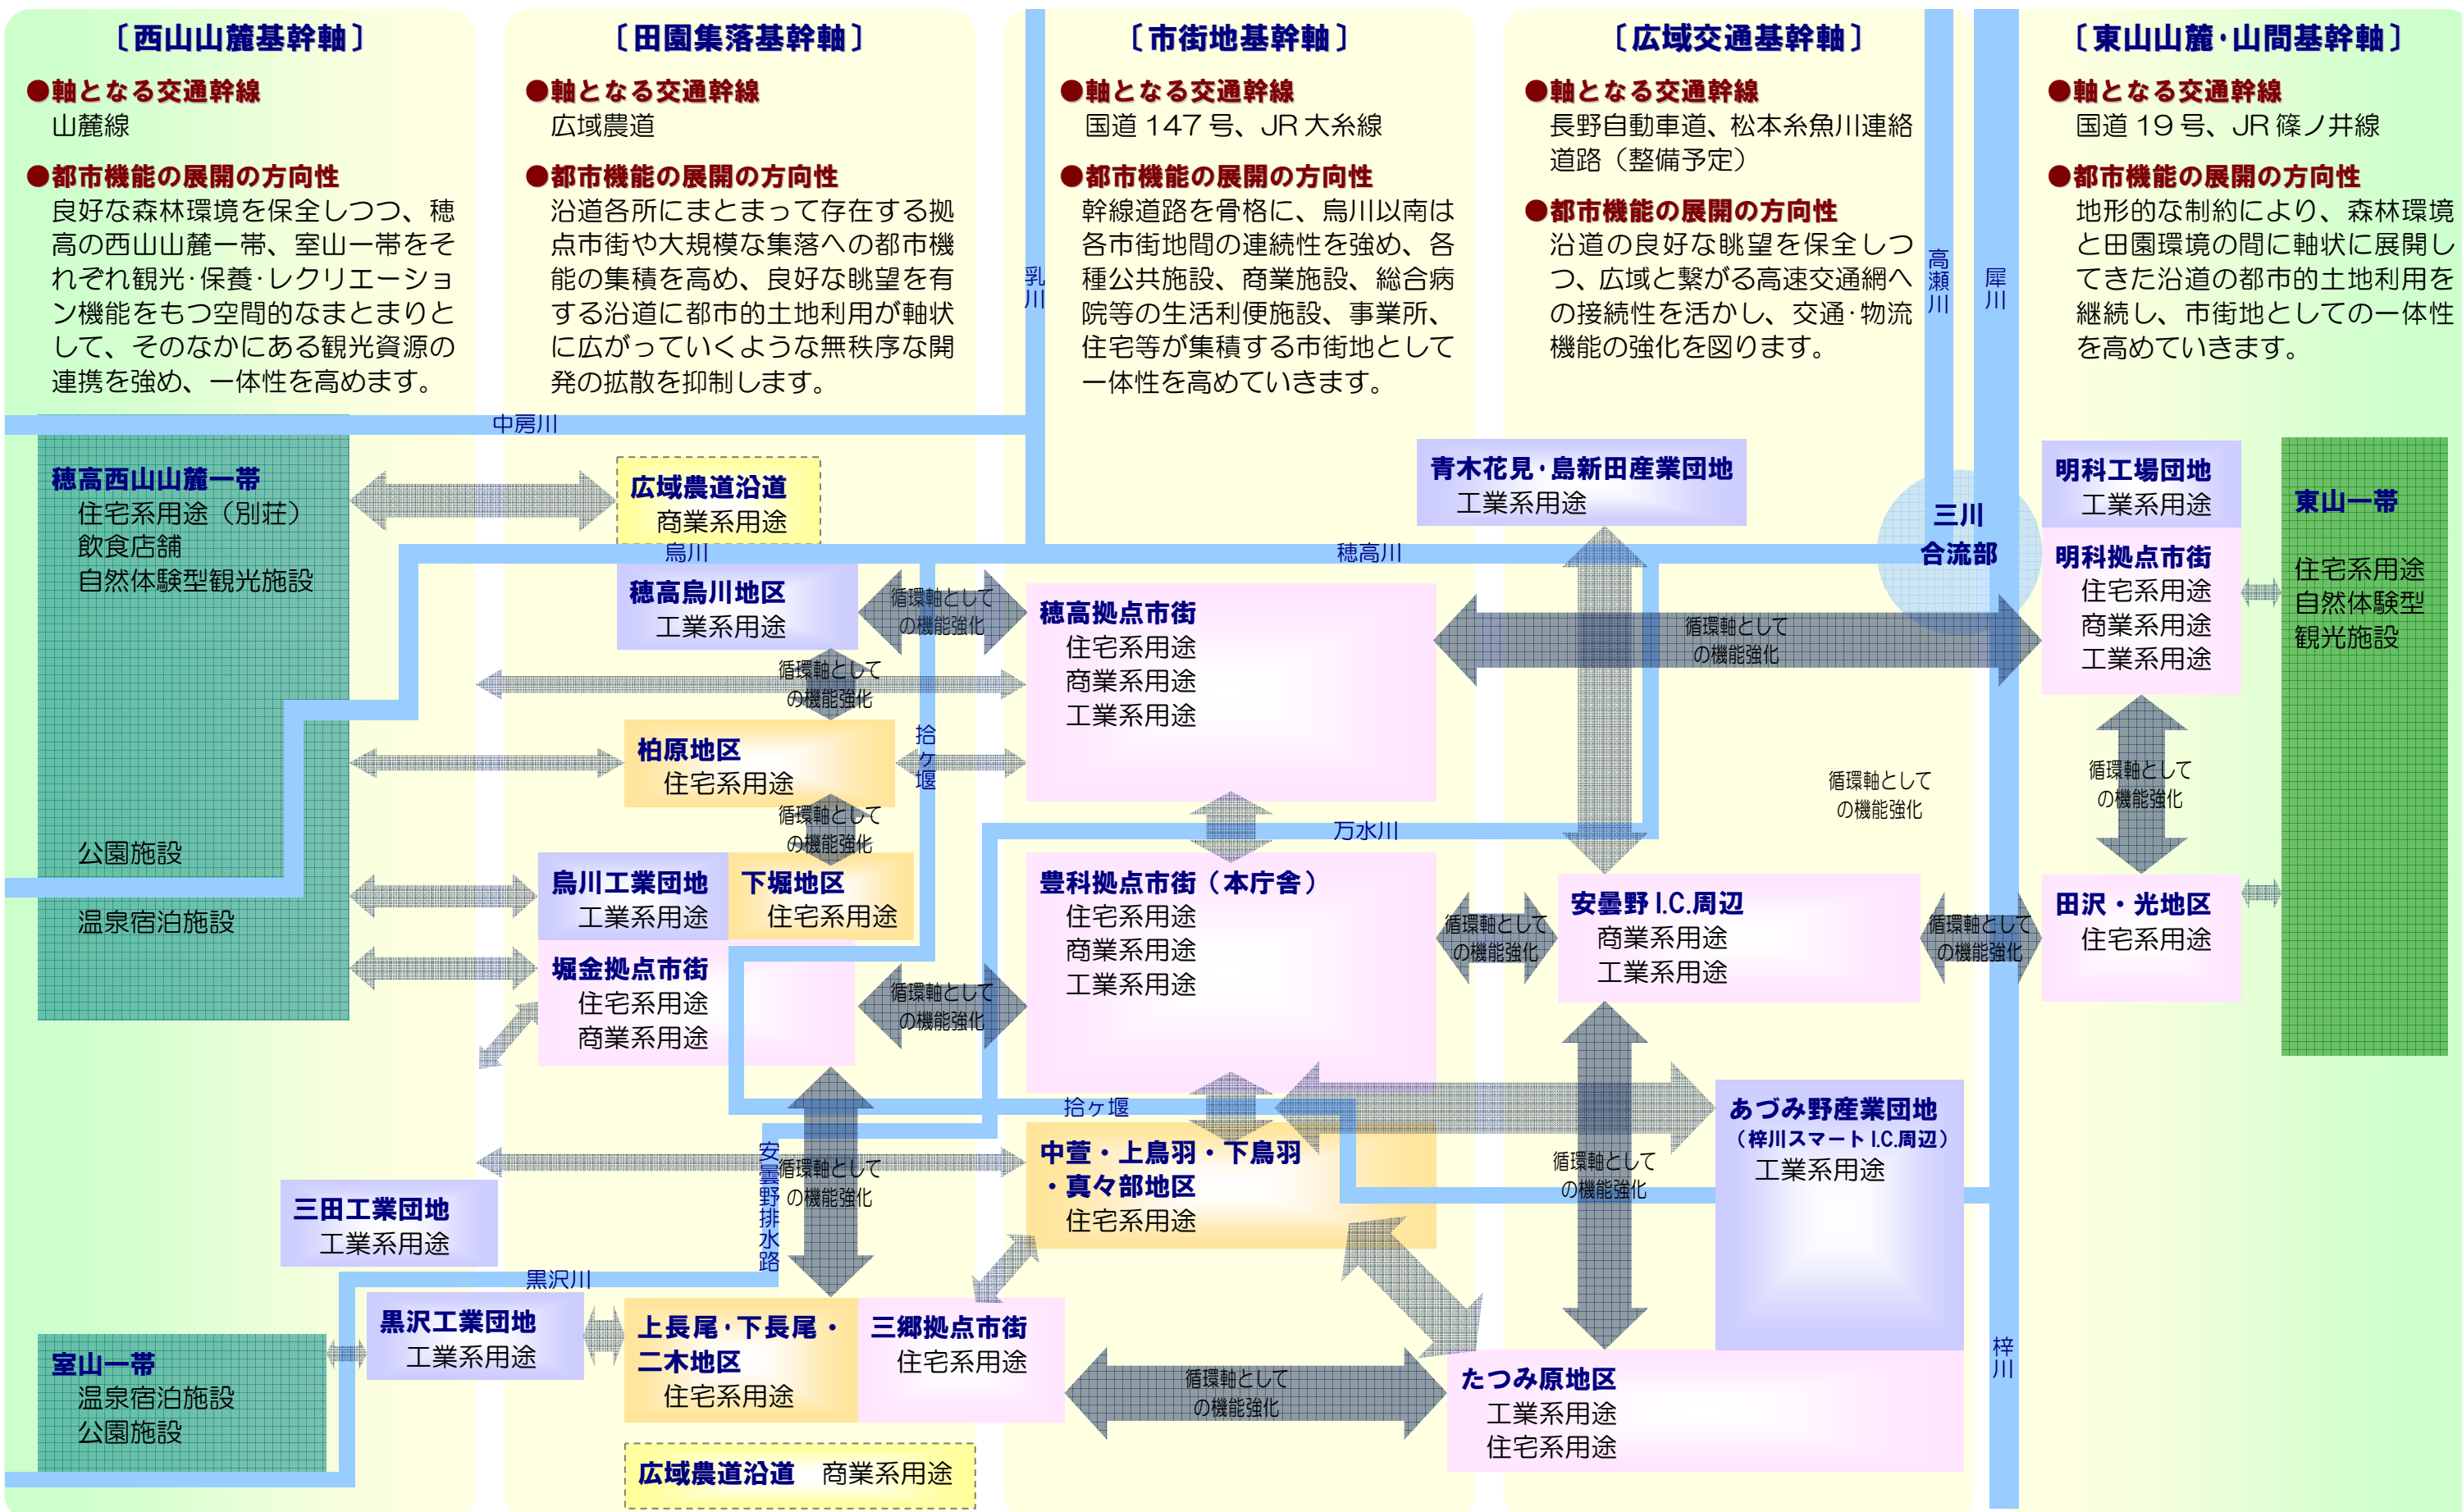 〔西山山麓基幹軸〕
●軸となる交通幹線
山麓線
●都市機能の展開の方向性
良好な森林環境を保全しつつ、穂
高の西山山麓一帯、室山一帯をそ
れぞれ観光・保養・レクリエーショ
ン機能をもつ空間的なまとまりと
して、そのなかにある観光資源の
連携を強め、一体性を高めます。
〔田園集落基幹軸〕
●軸となる交通幹線
広域農道
●都市機能の展開の方向性
沿道各所にまとまって存在する拠
点市街や大規模な集落への都市機
能の集積を高め、良好な眺望を有
する沿道に都市的土地利用が軸状
に広がっていくような無秩序な開
発の拡散を抑制します。
〔市街地基幹軸〕
●軸となる交通幹線
国道 147 号、JR 大糸線
●都市機能の展開の方向性
幹線道路を骨格に、烏川以南は
各市街地間の連続性を強め、各
種公共施設、商業施設、総合病
院等の生活利便施設、事業所、
住宅等が集積する市街地として
一体性を高めていきます。
〔広域交通基幹軸〕
●軸となる交通幹線
長野自動車道、松本糸魚川連絡
道路（整備予定）
●都市機能の展開の方向性
沿道の良好な眺望を保全しつ
つ、広域と繋がる高速交通網へ
の接続性を活かし、交通・物流
機能の強化を図ります。
〔東山山麓・山間基幹軸〕
●軸となる交通幹線
国道 19 号、JR 篠ノ井線
●都市機能の展開の方向性
地形的な制約により、森林環境
と田園環境の間に軸状に展開し
てきた沿道の都市的土地利用を
継続し、市街地としての一体性
を高めていきます。
乳川
高瀬川
犀川
中房川
穂高西山山麓一帯
住宅系用途（別荘）
飲食店舗
自然体験型観光施設
公園施設
温泉宿泊施設
広域農道沿道
商業系用途
烏川
穂高川
青木花見・島新田産業団地
工業系用途
三川
合流部
明科工場団地
工業系用途
明科拠点市街
住宅系用途
商業系用途
工業系用途
東山一帯
住宅系用途
自然体験型
観光施設
穂高烏川地区
工業系用途
循環軸として
の機能強化
穂高拠点市街
住宅系用途
商業系用途
工業系用途
循環軸として
の機能強化
循環軸として
の機能強化
拾ヶ堰
柏原地区
住宅系用途
循環軸として
の機能強化
循環軸として
の機能強化
循環軸として
の機能強化
万水川
烏川工業団地
工業系用途
下堀地区
住宅系用途
堀金拠点市街
住宅系用途
商業系用途
循環軸として
の機能強化
豊科拠点市街（本庁舎）
住宅系用途
商業系用途
工業系用途
循環軸として
の機能強化
安曇野 I.C.周辺
商業系用途
工業系用途
循環軸として
の機能強化
田沢・光地区
住宅系用途
拾ヶ堰
安曇野排水路
循環軸として
の機能強化
中萱・上鳥羽・下鳥羽
・真々部地区
住宅系用途
循環軸として
の機能強化
あづみ野産業団地
（梓川スマート I.C.周辺）
工業系用途
三田工業団地
工業系用途
黒沢川
黒沢工業団地
工業系用途
室山一帯
温泉宿泊施設
公園施設
上長尾・下長尾・
二木地区
住宅系用途
三郷拠点市街
住宅系用途
循環軸として
の機能強化
たつみ原地区
工業系用途
住宅系用途
梓川
広域農道沿道　商業系用途